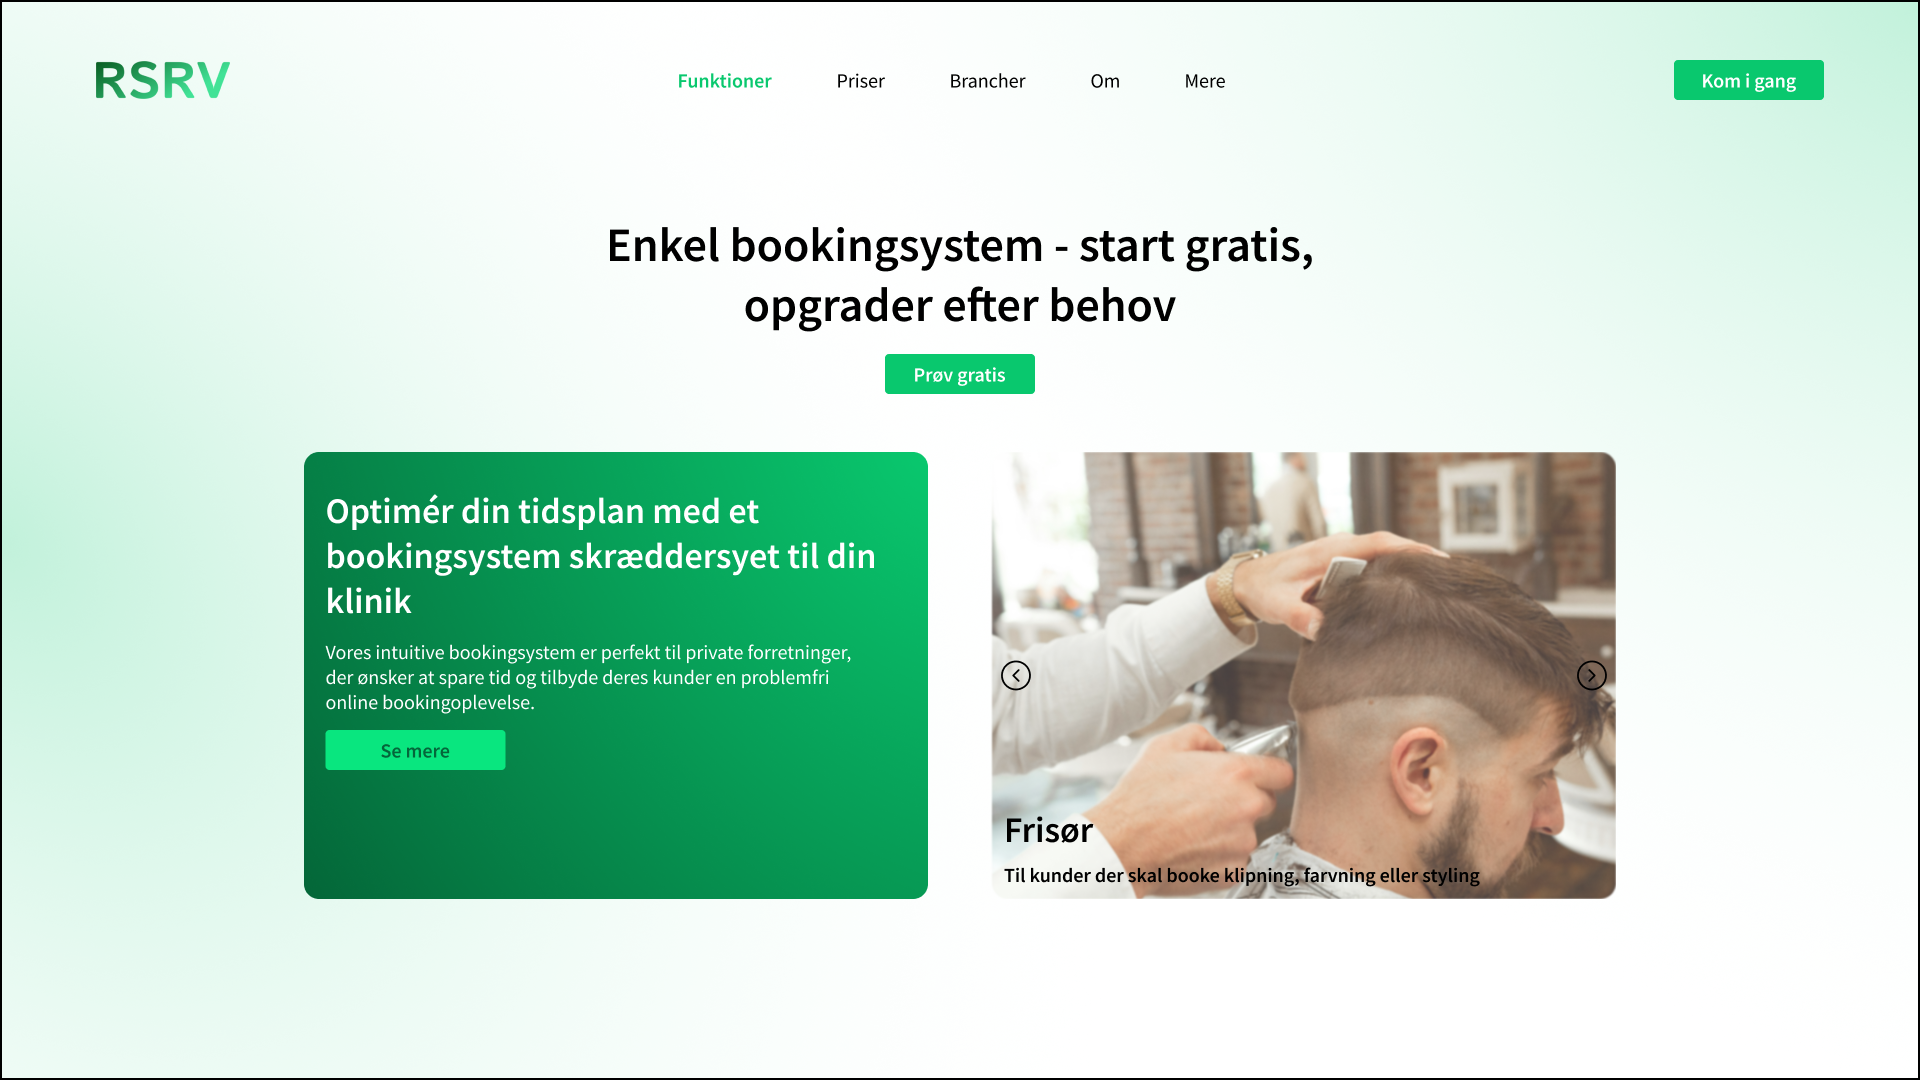 RSRV
Funktioner
Priser
Brancher
Om
Mere
Kom i gang
Enkel bookingsystem - start gratis,
opgrader efter behov
Prøv gratis
Optimér din tidsplan med et
bookingsystem skræddersyet til din
klinik
Vores intuitive bookingsystem er perfekt til private forretninger,
der ønsker at spare tid og tilbyde deres kunder en problemfri
online bookingoplevelse.
Se mere
Frisør
Til kunder der skal booke klipning, farvning eller styling